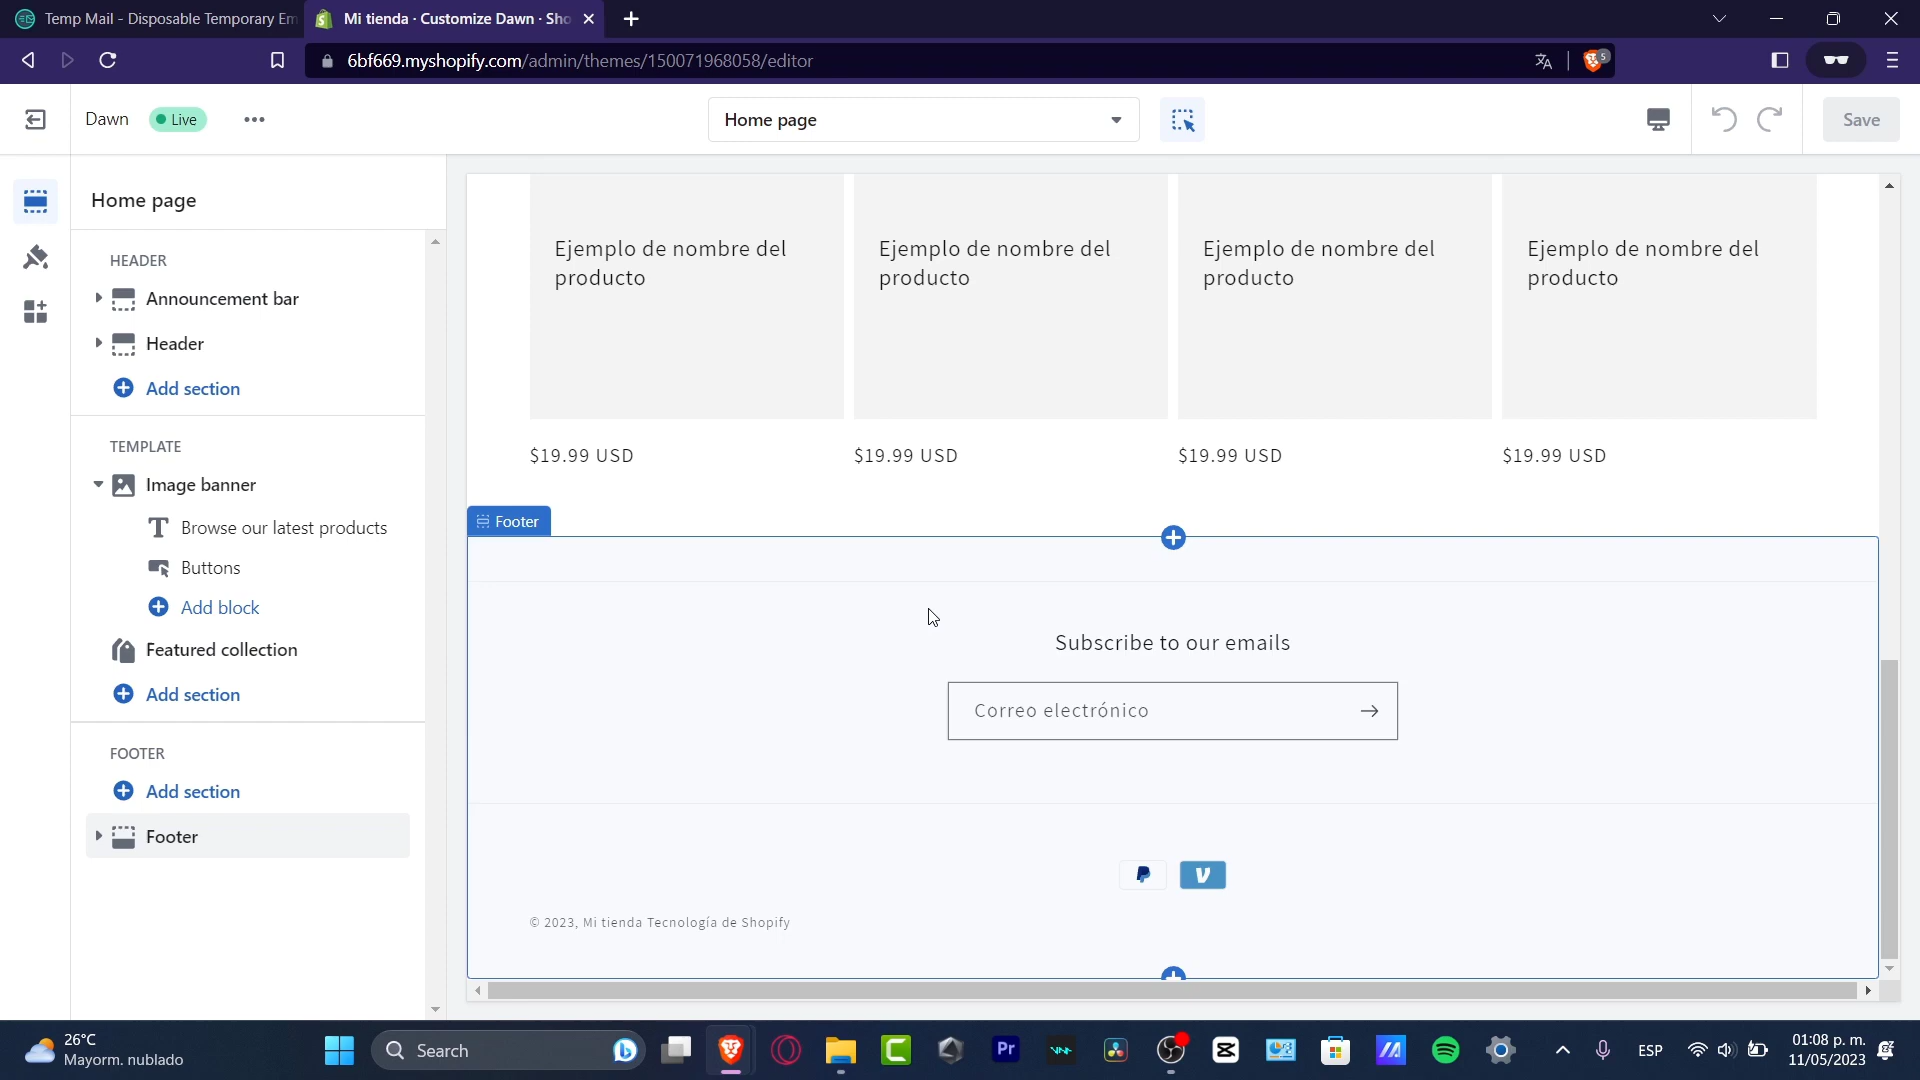 Temp Mail - Disposable Temporary Em
Mi tienda · Customize Dawn · Sho
6bf669.myshopify.com/admin/themes/150071968058/editor
5
Dawn
Live
Home page
Save
Home page
HEADER
Announcement bar
Header
Add section
TEMPLATE
Image banner
Browse our latest products
Buttons
Add block
Featured collection
Add section
FOOTER
Add section
Footer
Ejemplo de nombre del
producto
Ejemplo de nombre del
producto
Ejemplo de nombre del
producto
Ejemplo de nombre del
producto
$19.99 USD
$19.99 USD
$19.99 USD
$19.99 USD
Footer
Subscribe to our emails
Correo electrónico
© 2023, Mi tienda Tecnología de Shopify
26°C
Mayorm. nublado
Search
Pr
ESP
01:08 p. m.
11/05/2023